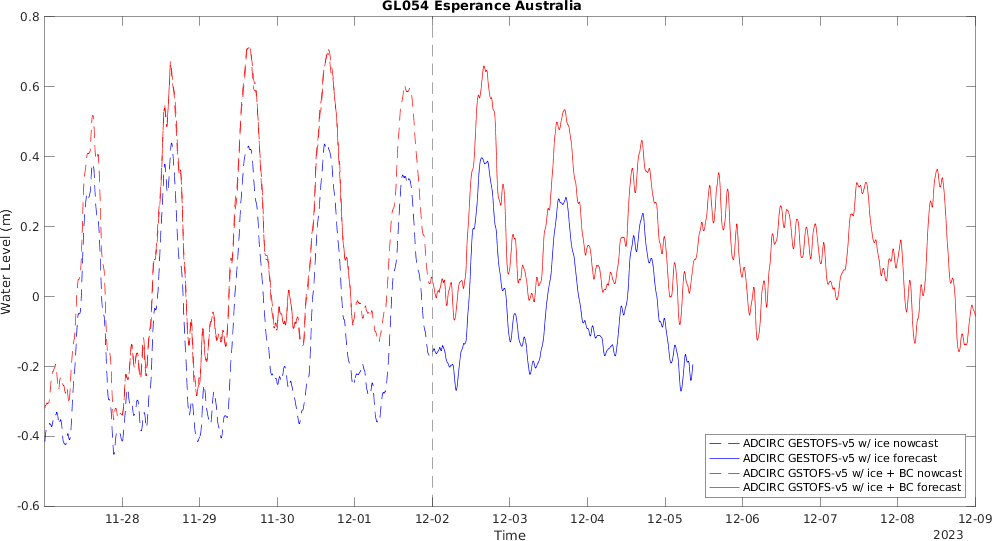 GL054 Esperance Australia
0.8
0.6
0.4
0.2
0
-0.2
-0.4
-0.6
Water Level (m)
ADCIRC GESTOFS-v5 w/ ice nowcast
ADCIRC GESTOFS-v5 w/ ice forecast
ADCIRC GSTOFS-v5 w/ ice + BC nowcast
ADCIRC GSTOFS-v5 w/ ice + BC forecast
11-28 11-29 11-30 12-01 12-02 12-03 12-04 12-05 12-06 12-07 12-08 12-09
Time
2023